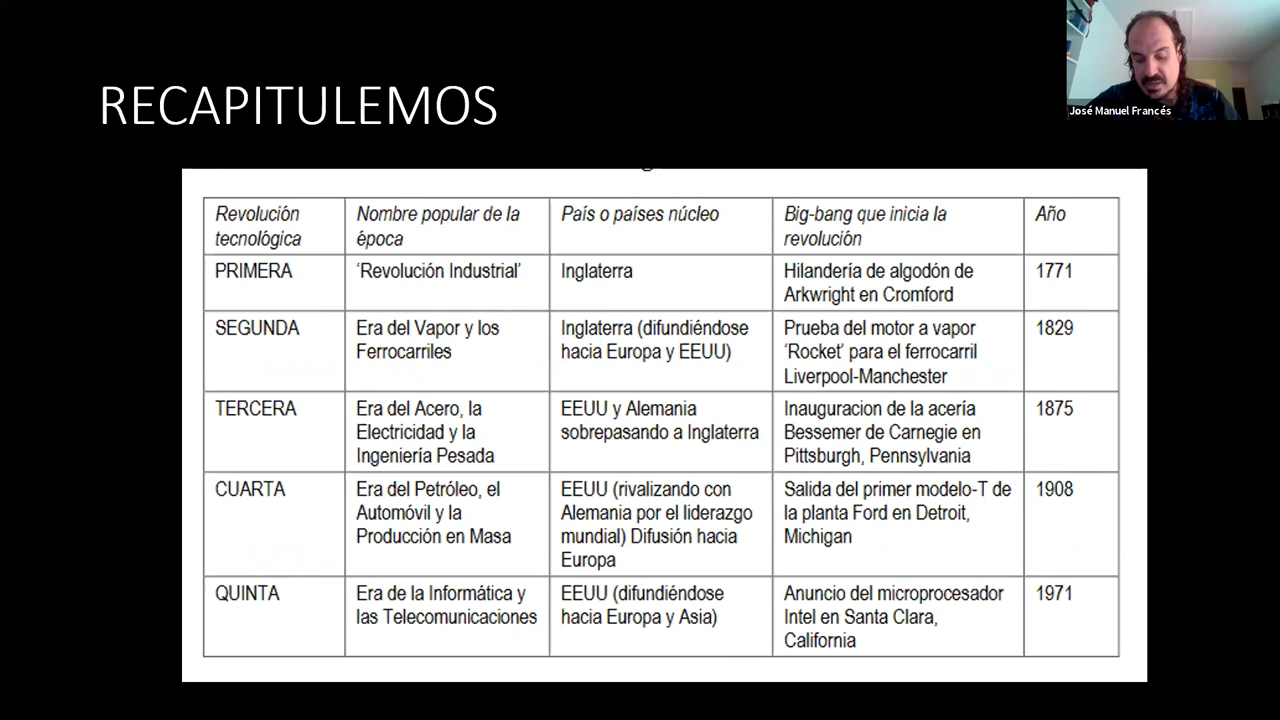 RECAPITULEMOS
José Manuel Francés
Revolución tecnológica
Nombre popular de la época
País o países núcleo
Big-bang que inicia la revolución
Año
PRIMERA
'Revolución Industrial'
Inglaterra
Hilandería de algodón de
Arkwright en Cromford
1771
SEGUNDA
Era del Vapor y los
Ferrocarriles
Inglaterra (difundiéndose
hacia Europa y EEUU)
Prueba del motor a vapor
'Rocket' para el ferrocarril
Liverpool-Manchester
1829
TERCERA
Era del Acero, la
Electricidad y la
Ingeniería Pesada
EEUU y Alemania
sobrepasando a Inglaterra
Inauguracion de la acería
Bessemer de Carnegie en
Pittsburgh, Pennsylvania
1875
CUARTA
Era del Petróleo, el
Automóvil y la
Producción en Masa
EEUU (rivalizando con
Alemania por el liderazgo
mundial) Difusión hacia
Europa
Salida del primer modelo-T de
la planta Ford en Detroit,
Michigan
1908
QUINTA
Era de la Informática y
las Telecomunicaciones
EEUU (difundiéndose
hacia Europa y Asia)
Anuncio del microprocesador
Intel en Santa Clara,
California
1971